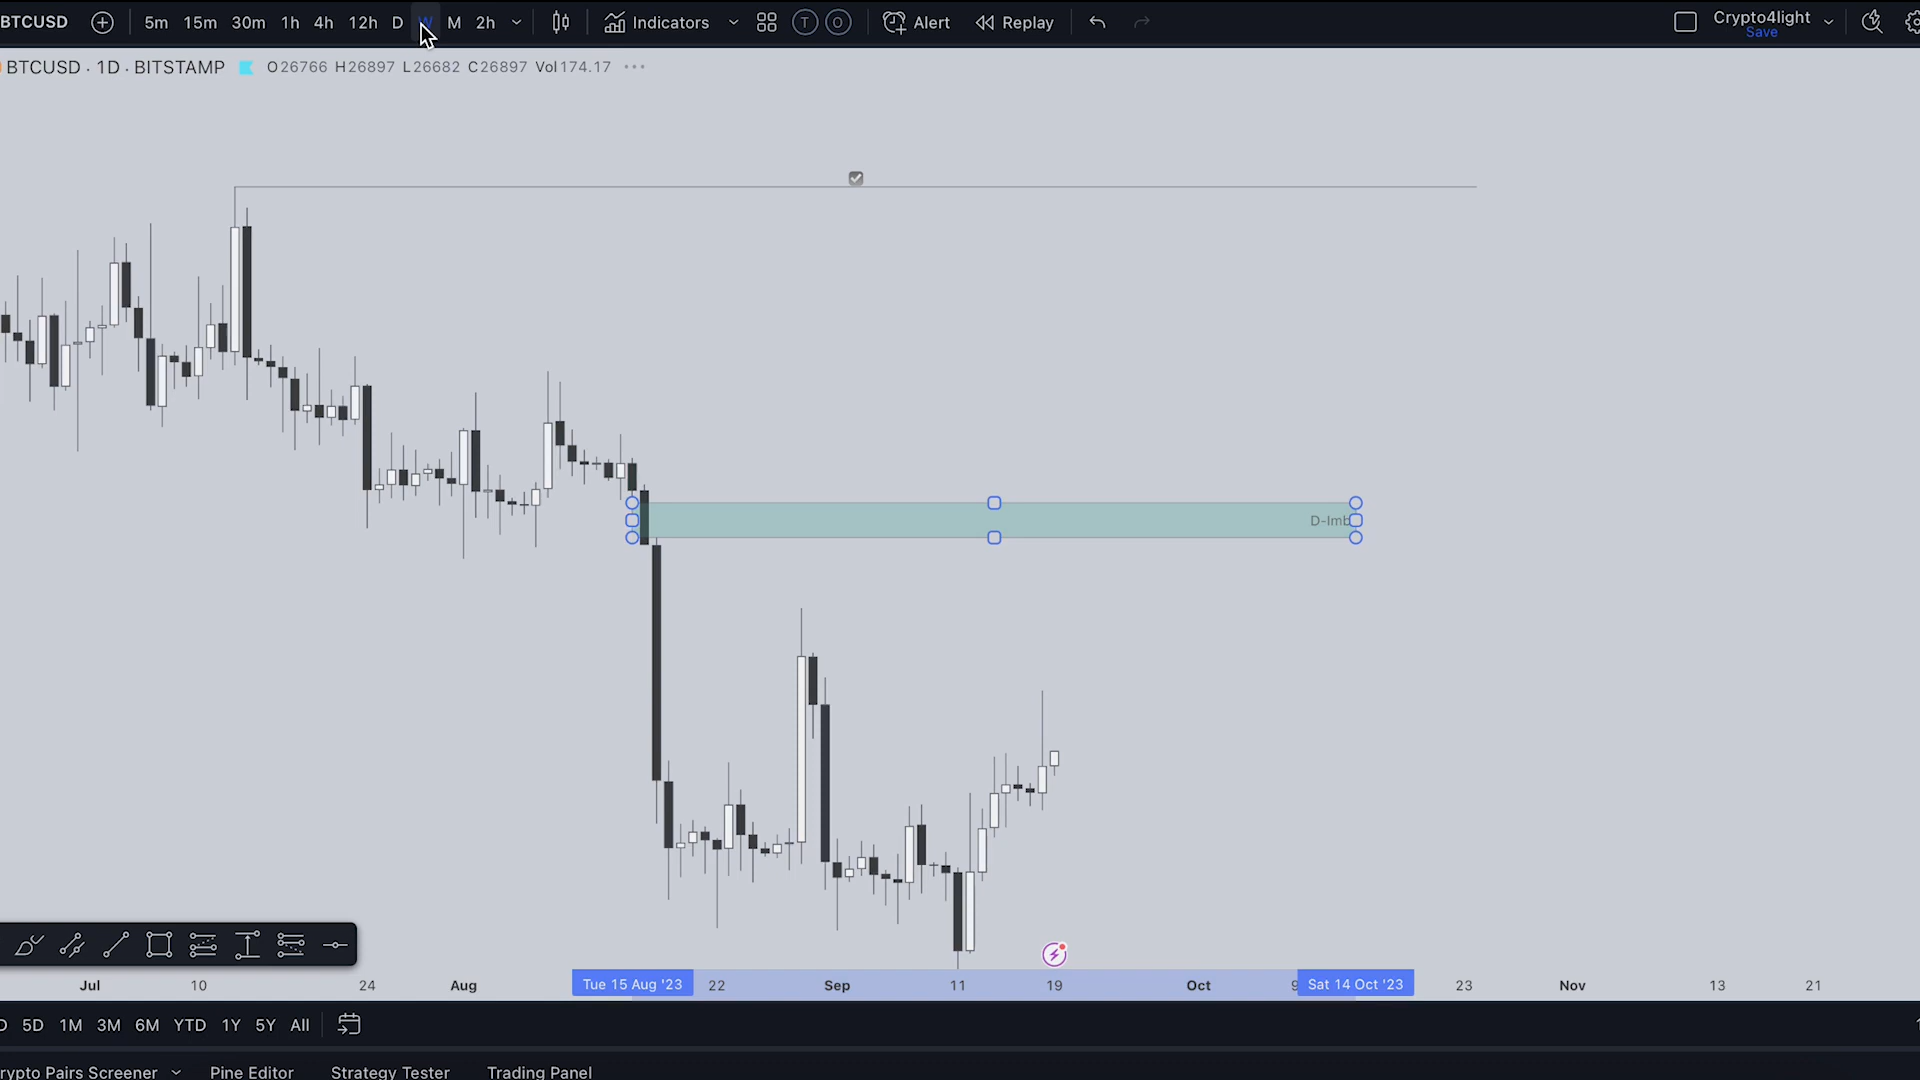 BTCUSD 5m 15m 30m 1h 4h 12h D W M 2h Indicators T O Alert Replay Crypto4light
Save
BTCUSD · 1D · BITSTAMP O26766 H26897 L26682 C26897 Vol174.17
D-Imb
Jul 10 24 Aug Tue 15 Aug '23 22 Sep 11 19 Oct 9 Sat 14 Oct '23 23 Nov 13 21
D 5D 1M 3M 6M YTD 1Y 5Y All
rypto Pairs Screener Pine Editor Strategy Tester Trading Panel